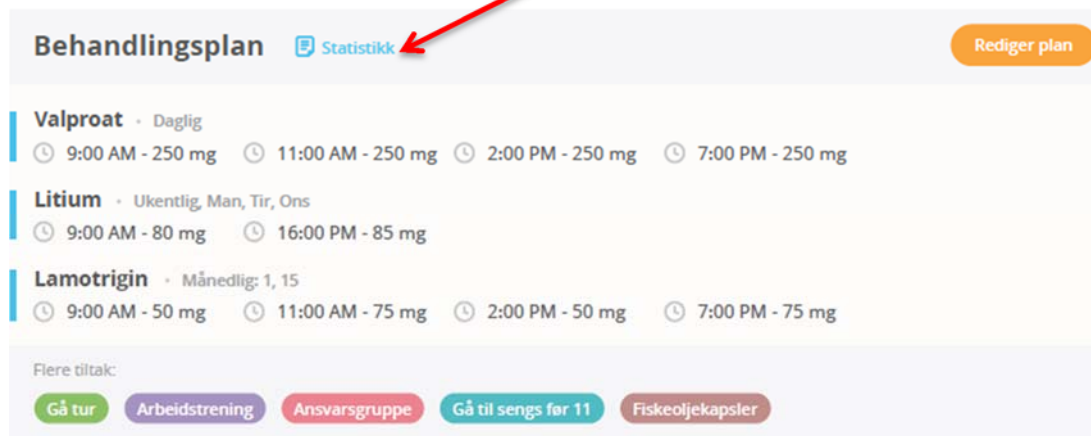 Behandlingsplan Statistikk Rediger plan
Valproat · Daglig
9:00 AM - 250 mg 11:00 AM - 250 mg 2:00 PM - 250 mg 7:00 PM - 250 mg
Litium · Ukentlig, Man, Tir, Ons
9:00 AM - 80 mg 16:00 PM - 85 mg
Lamotrigin · Månedlig: 1, 15
9:00 AM - 50 mg 11:00 AM - 75 mg 2:00 PM - 50 mg 7:00 PM - 75 mg
Flere tiltak:
Gå tur Arbeidstrening Ansvarsgruppe Gå til sengs før 11 Fiskeoljekapsler